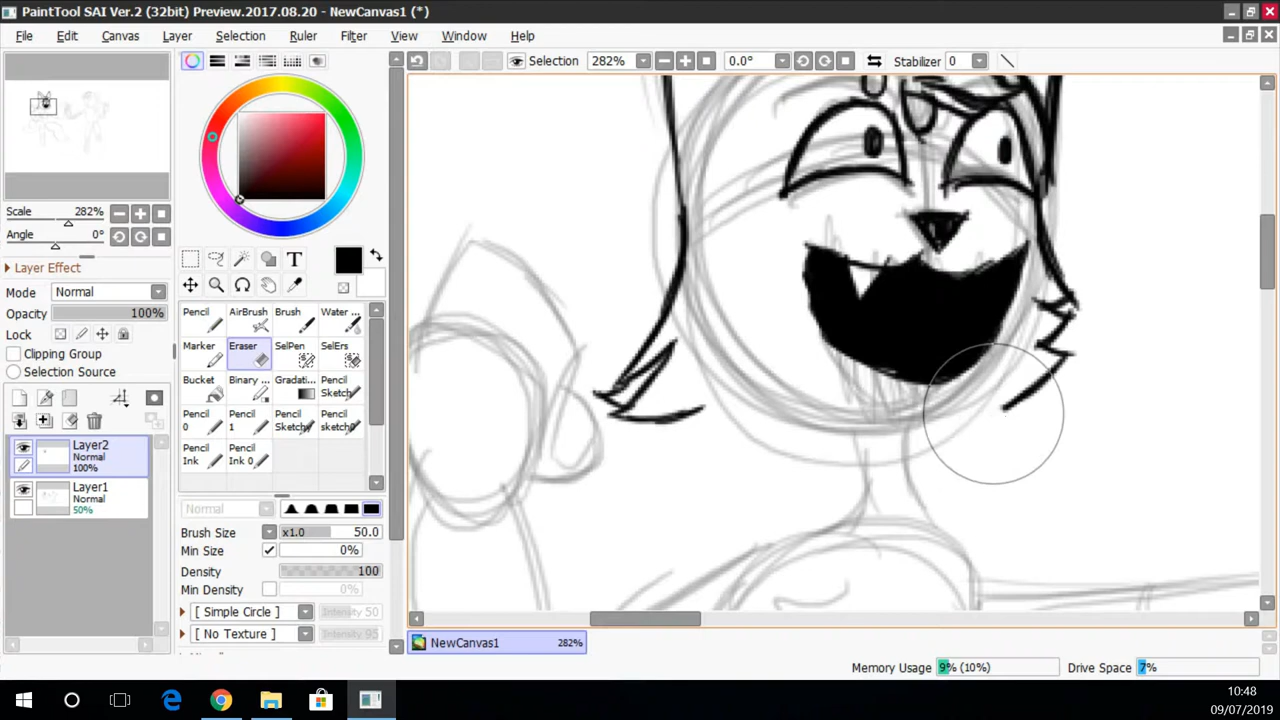 PaintTool SAI Ver.2 (32bit) Preview.2017.08.20 - NewCanvas1 (*)
File Edit Canvas Layer Selection Ruler Filter View Window Help
Selection 282% 0.0° Stabilizer 0
Scale 282%
Angle 0°
Layer Effect
Mode Normal
Opacity 100%
Lock
Clipping Group
Selection Source
Layer2
Normal
100%
Layer1
Normal
50%
T
Pencil AirBrush Brush Water ...
Marker Eraser SelPen SelErs
Bucket Binary ... Gradati... Pencil Sketch
Pencil 0 Pencil 1 Pencil Sketchy Pencil sketch0
Pencil Ink Pencil Ink 0
Normal
Brush Size x1.0 50.0
Min Size 0%
Density 100
Min Density 0%
[ Simple Circle ] Intensity 50
[ No Texture ] Intensity 95
NewCanvas1 282%
Memory Usage 9% (10%) Drive Space 7%
10:48
09/07/2019